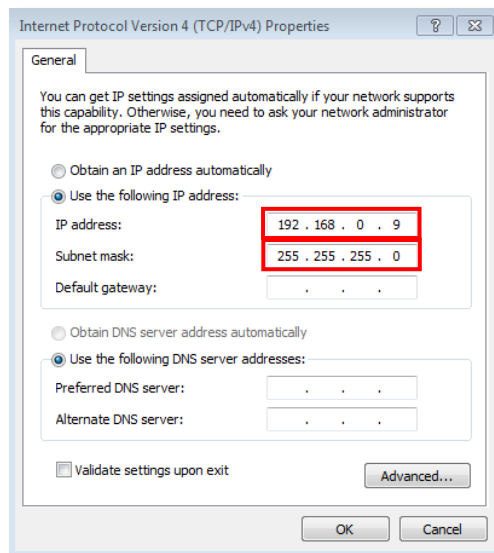 Internet Protocol Version 4 (TCP/IPv4) Properties
General
You can get IP settings assigned automatically if your network supports
this capability. Otherwise, you need to ask your network administrator
for the appropriate IP settings.
Obtain an IP address automatically
Use the following IP address:
IP address: 192 . 168 . 0 . 9
Subnet mask: 255 . 255 . 255 . 0
Default gateway: . . .
Obtain DNS server address automatically
Use the following DNS server addresses:
Preferred DNS server: . . .
Alternate DNS server: . . .
Validate settings upon exit
Advanced...
OK Cancel